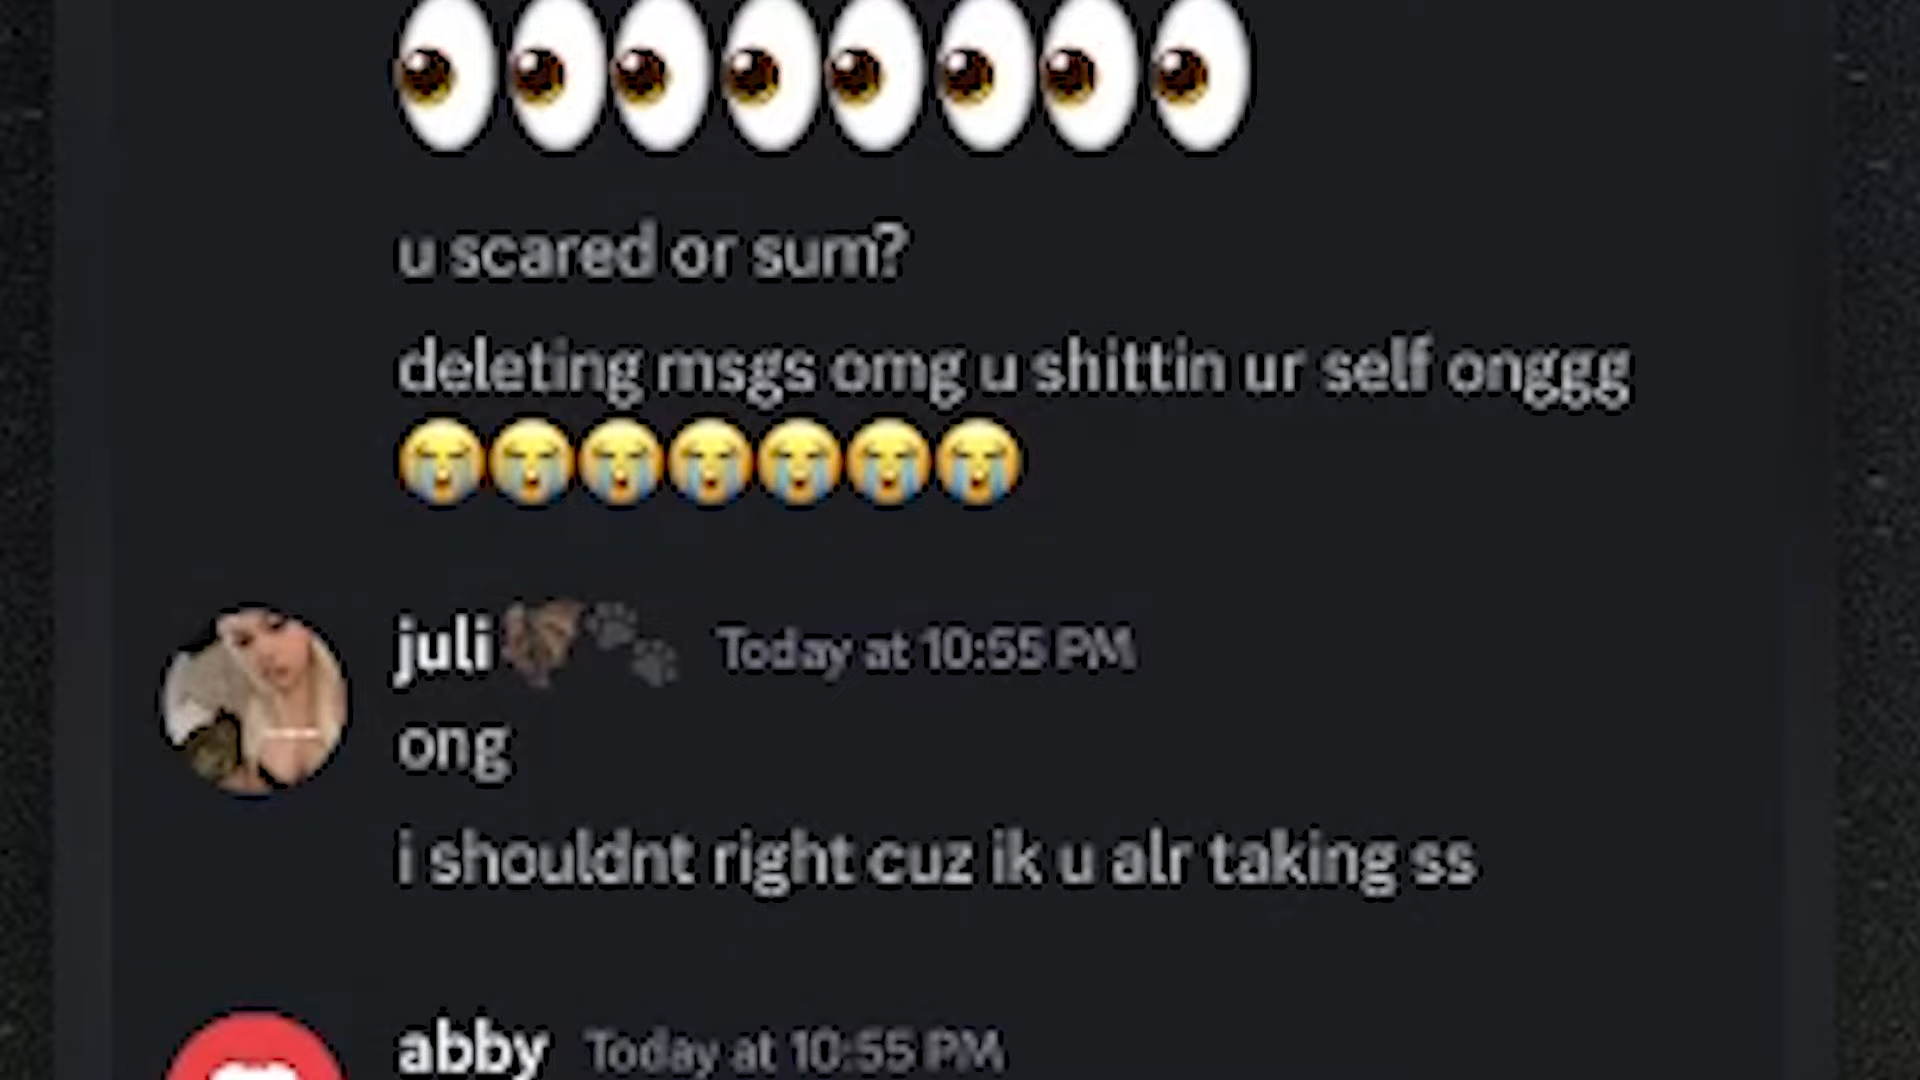 👀👀👀👀
u scared or sum?
deleting msgs omg u shittin ur self onggg
😭😭😭😭😭😭😭
juli Today at 10:55 PM
ong
i shouldnt right cuz ik u alr taking ss
abby Today at 10:55 PM